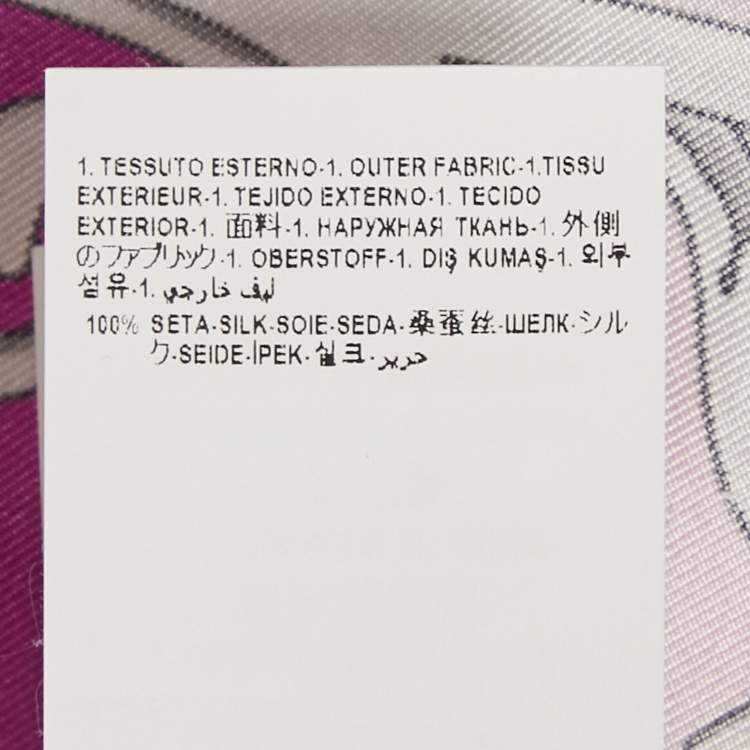 1. TESSUTO ESTERNO-1. OUTER FABRIC-1.TISSU
EXTERIEUR-1. TEJIDO EXTERNO-1. TECIDO
EXTERIOR-1. 面料-1. НАРУЖНАЯ ТКАНЬ-1. 外側
のファブリック-1. OBERSTOFF-1. DIŞ KUMAŞ-1. 외부
섬유-1. ليف خارجي
100% SETA-SILK-SOIE-SEDA-桑蚕丝-ШЕЛК-シル
ク-SEIDE-İPEK-실크-حرير